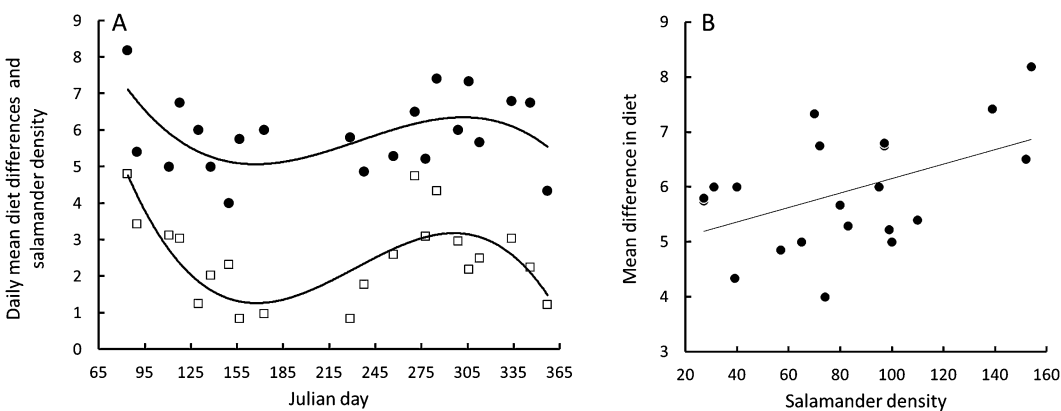 A
Daily mean diet differences and
salamander density
9
8
7
6
5
4
3
2
1
0
65 95 125 155 185 215 245 275 305 335 365
Julian day
B
Mean difference in diet
9
8
7
6
5
4
3
20 40 60 80 100 120 140 160
Salamander density